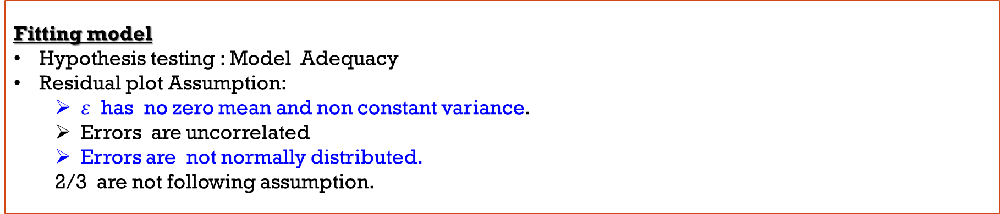 Fitting model
• Hypothesis testing : Model Adequacy
• Residual plot Assumption:
➢ ε has no zero mean and non constant variance.
➢ Errors are uncorrelated
➢ Errors are not normally distributed.
2/3 are not following assumption.